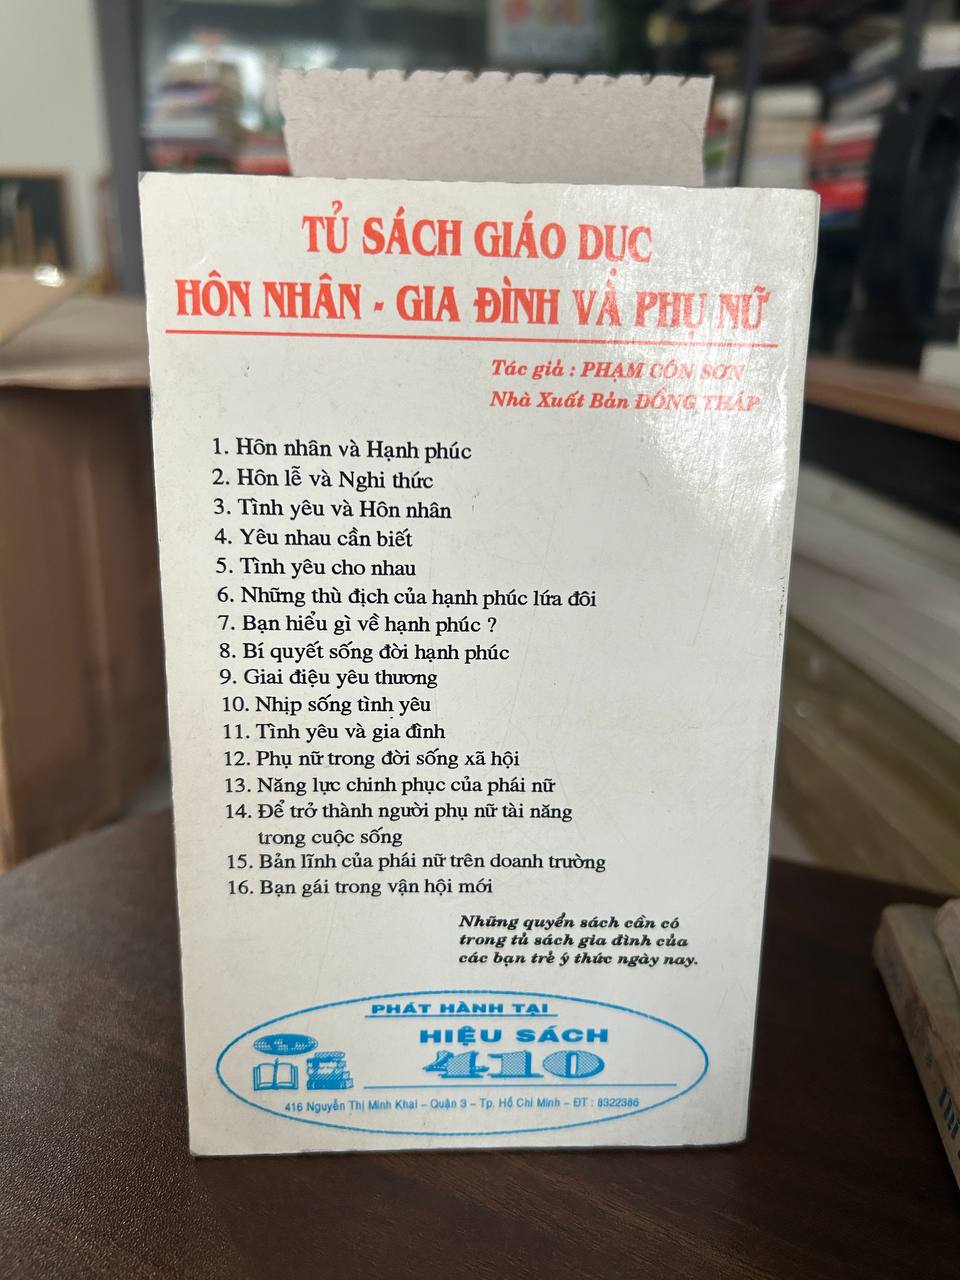 TỦ SÁCH GIÁO DỤC
HÔN NHÂN - GIA ĐÌNH VÀ PHỤ NỮ
Tác giả : PHẠM CÔN SƠN
Nhà Xuất Bản ĐỒNG THÁP
1. Hôn nhân và Hạnh phúc
2. Hôn lễ và Nghi thức
3. Tình yêu và Hôn nhân
4. Yêu nhau cần biết
5. Tình yêu cho nhau
6. Những thù địch của hạnh phúc lứa đôi
7. Bạn hiểu gì về hạnh phúc ?
8. Bí quyết sống đời hạnh phúc
9. Giai điệu yêu thương
10. Nhịp sống tình yêu
11. Tình yêu và gia đình
12. Phụ nữ trong đời sống xã hội
13. Năng lực chinh phục của phái nữ
14. Để trở thành người phụ nữ tài năng
trong cuộc sống
15. Bản lĩnh của phái nữ trên doanh trường
16. Bạn gái trong vận hội mới
Những quyển sách cần có
trong tủ sách gia đình của
các bạn trẻ ý thức ngày nay.
PHÁT HÀNH TẠI
HIỆU SÁCH
410
416 Nguyễn Thị Minh Khai – Quận 3 – Tp. Hồ Chí Minh – ĐT : 8322386